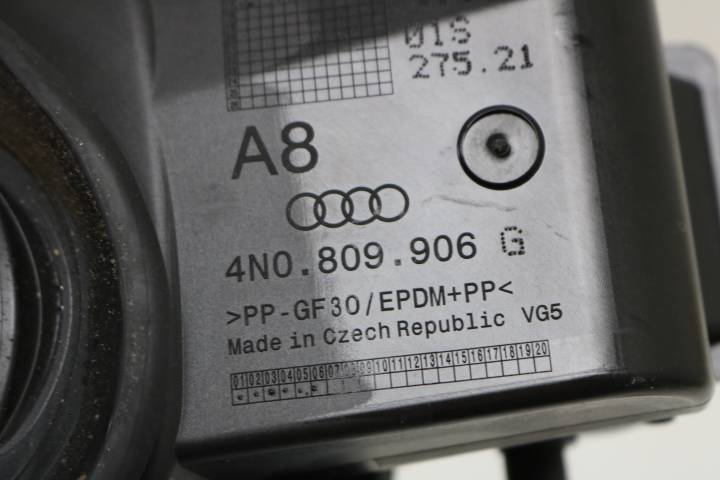 01S
275.21
A8
4N0.809.906 G
>PP-GF30/EPDM+PP<
Made in Czech Republic VG5
01 02 03 04 05 06 07 08 09 10 11 12 13 14 15 16 17 18 19 20